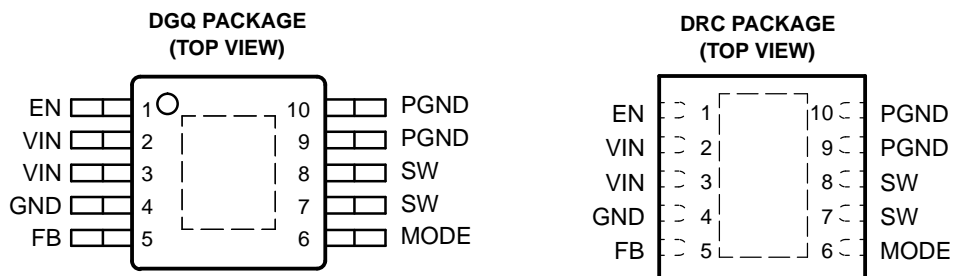 DGQ PACKAGE
(TOP VIEW)
EN 1 10 PGND
VIN 2 9 PGND
VIN 3 8 SW
GND 4 7 SW
FB 5 6 MODE
DRC PACKAGE
(TOP VIEW)
EN 1 10 PGND
VIN 2 9 PGND
VIN 3 8 SW
GND 4 7 SW
FB 5 6 MODE